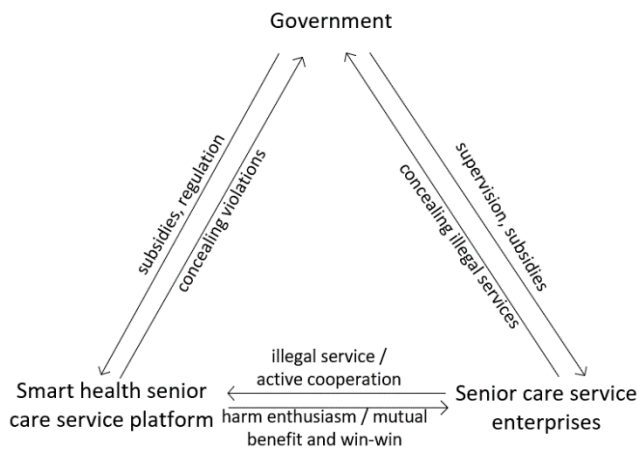 Government
subsidies, regulation
concealing violations
concealing illegal services
supervision, subsidies
illegal service /
active cooperation
Smart health senior
care service platform
harm enthusiasm / mutual
benefit and win-win
Senior care service
enterprises